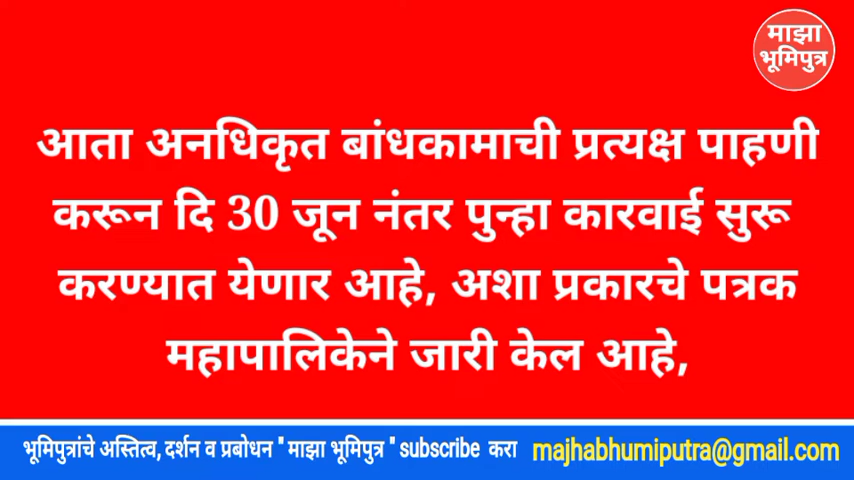 माझा
भूमिपुत्र
आता अनधिकृत बांधकामाची प्रत्यक्ष पाहणी
करून दि 30 जून नंतर पुन्हा कारवाई सुरू
करण्यात येणार आहे, अशा प्रकारचे पत्रक
महापालिकेने जारी केल आहे,
भूमिपुत्रांचे अस्तित्व, दर्शन व प्रबोधन " माझा भूमिपुत्र " subscribe करा majhabhumiputra@gmail.com